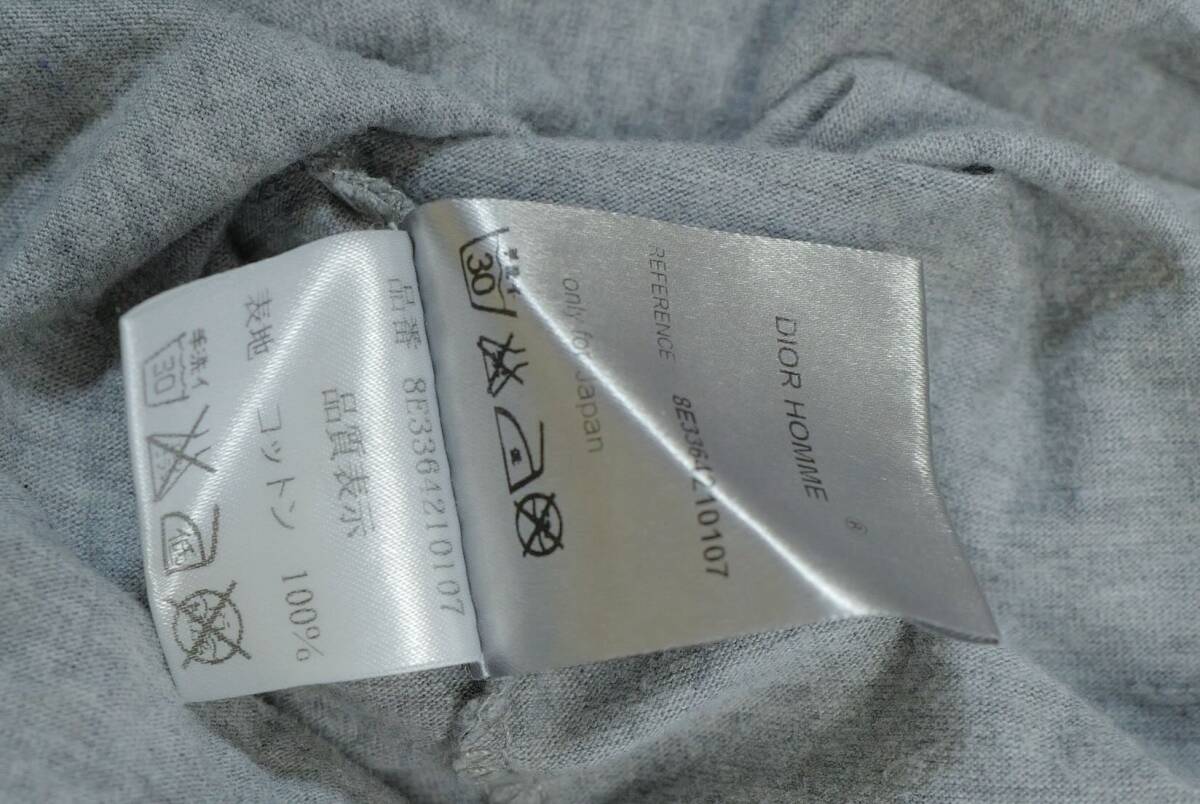 DIOR HOMME ®
REFERENCE 8E3364210107
only for Japan
30
品番 8E3364210107
品質表示
表地 コットン 100%
手洗イ
30
低